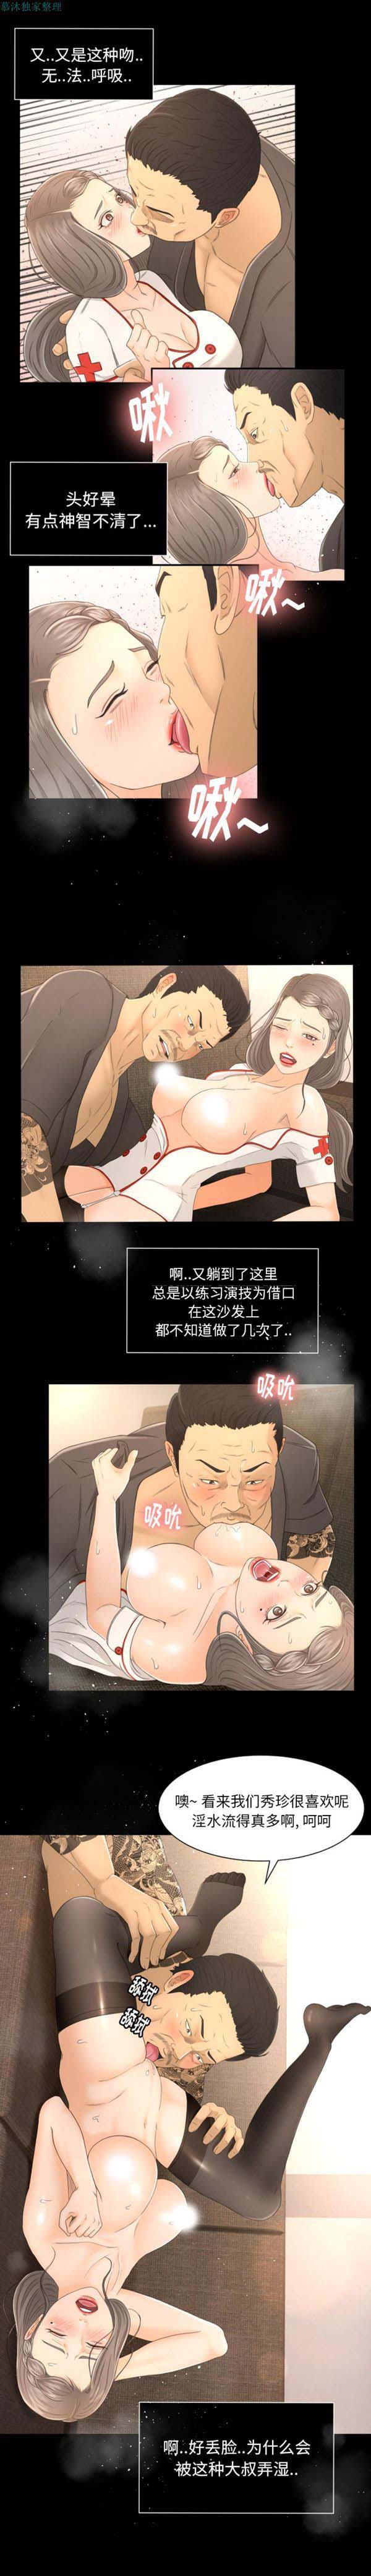 慕沐独家整理
又..又是这种吻..
无..法..呼吸..
啾
头好晕
有点神智不清了...
啾~
啾~
啊..又躺到了这里
总是以练习演技为借口
在这沙发上
都不知道做了几次了..
吸吮
吸吮
噢~ 看来我们秀珍很喜欢呢
淫水流得真多啊, 呵呵
舔拭
舔拭
啊..好丢脸..为什么会
被这种大叔弄湿..